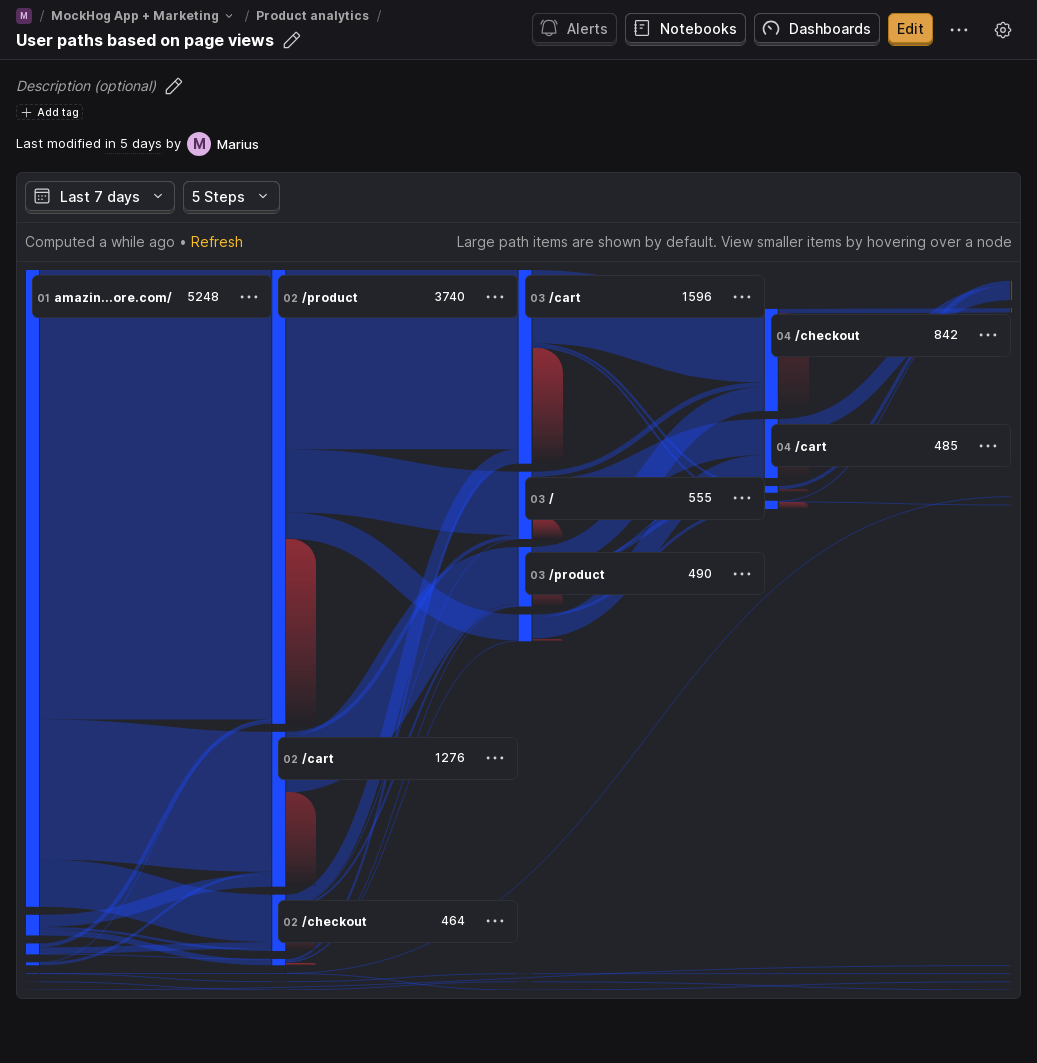 M / MockHog App + Marketing / Product analytics /
User paths based on page views
Alerts
Notebooks
Dashboards
Edit
Description (optional)
Add tag
Last modified in 5 days by M Marius
Last 7 days
5 Steps
Computed a while ago • Refresh
Large path items are shown by default. View smaller items by hovering over a node
01 amazin...ore.com/ 5248
02 /product 3740
03 /cart 1596
04 /checkout 842
04 /cart 485
03 / 555
03 /product 490
02 /cart 1276
02 /checkout 464